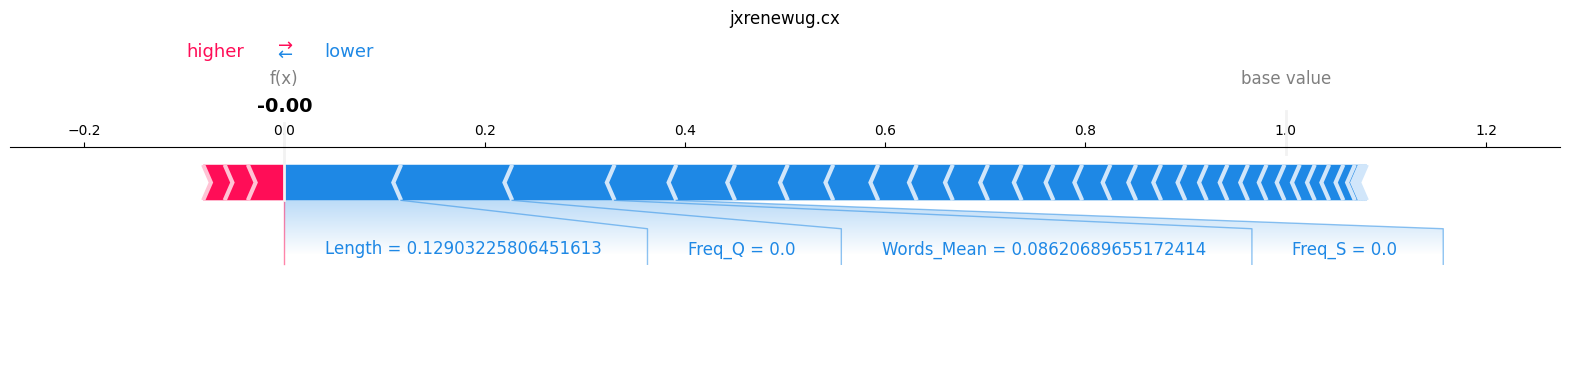 jxrenewug.cx
higher ⇄ lower
f(x) base value
-0.00
−0.2 0.0 0.2 0.4 0.6 0.8 1.0 1.2
Length = 0.12903225806451613 Freq_Q = 0.0 Words_Mean = 0.08620689655172414 Freq_S = 0.0